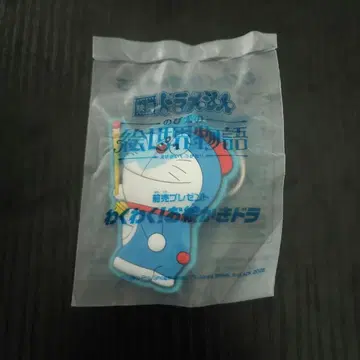 映画ドラえもん
のび太の
絵世界物語
前売プレゼント
わくわく!お絵かきドラ